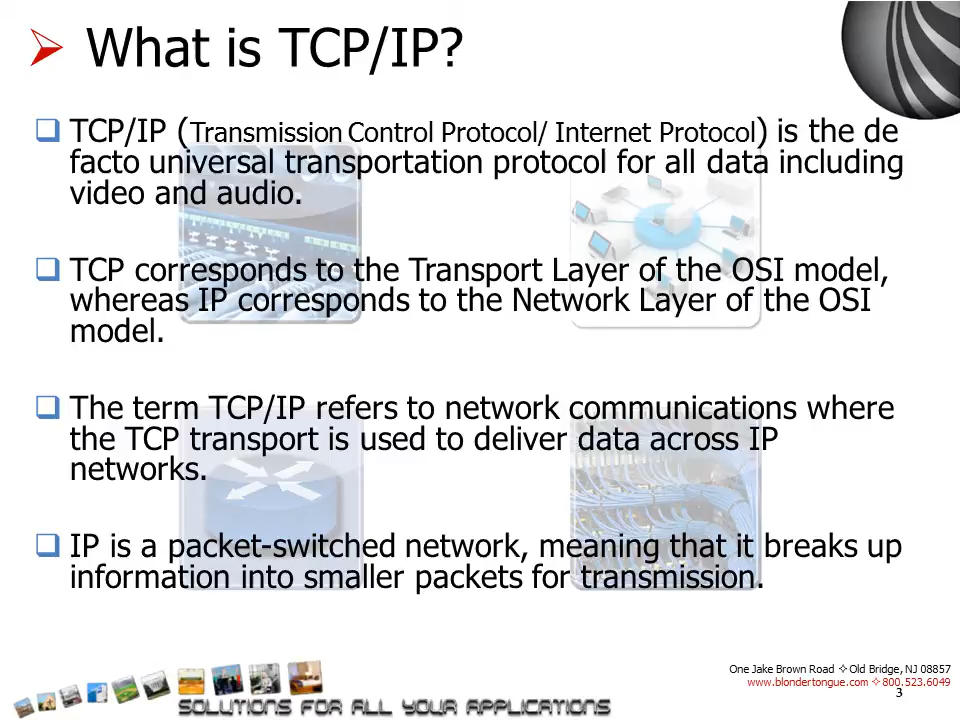 What is TCP/IP?
TCP/IP (Transmission Control Protocol/ Internet Protocol) is the de
facto universal transportation protocol for all data including
video and audio.
TCP corresponds to the Transport Layer of the OSI model,
whereas IP corresponds to the Network Layer of the OSI
model.
The term TCP/IP refers to network communications where
the TCP transport is used to deliver data across IP
networks.
IP is a packet-switched network, meaning that it breaks up
information into smaller packets for transmission.
One Jake Brown Road ✧ Old Bridge, NJ 08857
www.blondertongue.com ✧ 800.523.6049
3
SOLUTIONS FOR ALL YOUR APPLICATIONS